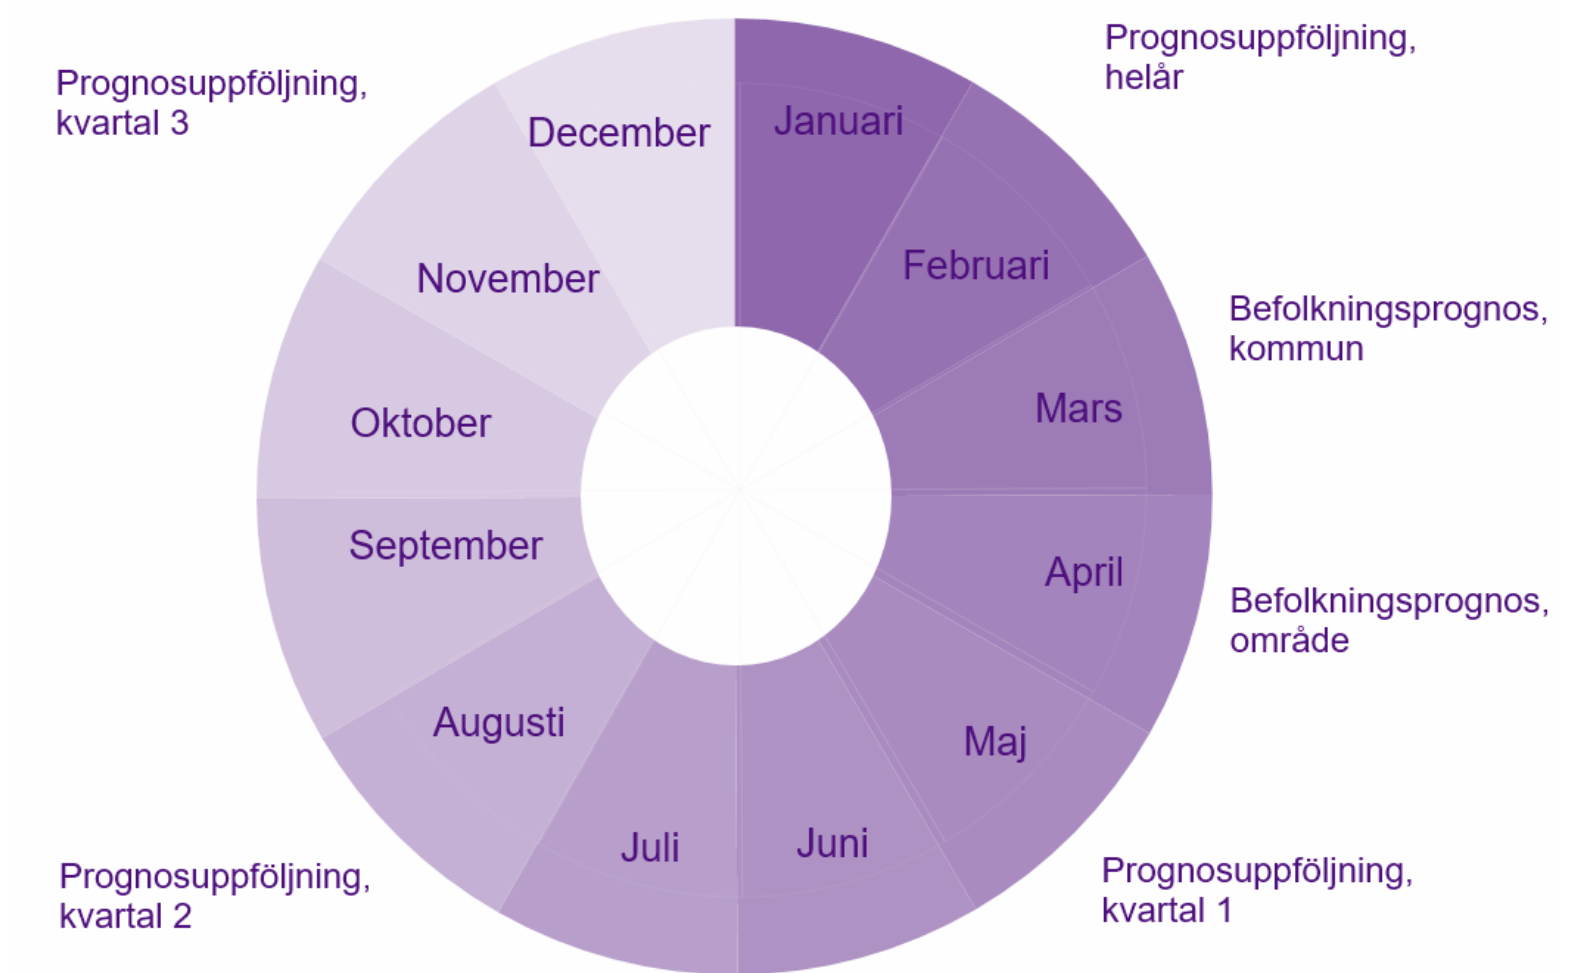 Prognosuppföljning,
helår
Prognosuppföljning,
kvartal 3
December
Januari
November
Februari
Befolkningsprognos,
kommun
Oktober
Mars
September
April
Befolkningsprognos,
område
Augusti
Maj
Juli
Juni
Prognosuppföljning,
kvartal 2
Prognosuppföljning,
kvartal 1